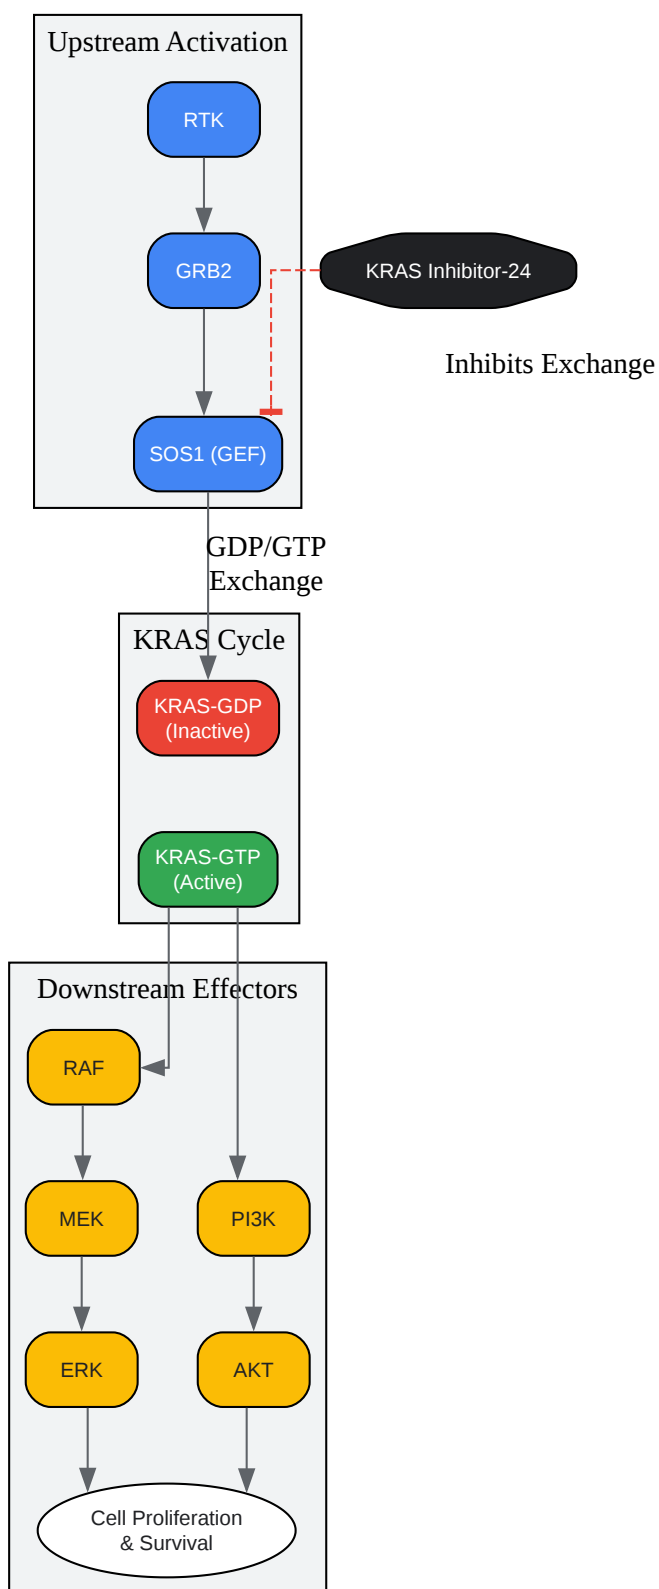 Upstream Activation
RTK
GRB2
KRAS Inhibitor-24
Inhibits Exchange
SOS1 (GEF)
GDP/GTP
Exchange
KRAS Cycle
KRAS-GDP
(Inactive)
KRAS-GTP
(Active)
Downstream Effectors
RAF
MEK
PI3K
ERK
AKT
Cell Proliferation
& Survival